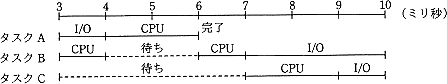 3 4 5 6 7 8 9 10 (ミリ秒)
I/O CPU 完了
タスクA
CPU 待ち CPU I/O
タスクB
待ち CPU I/O
タスクC